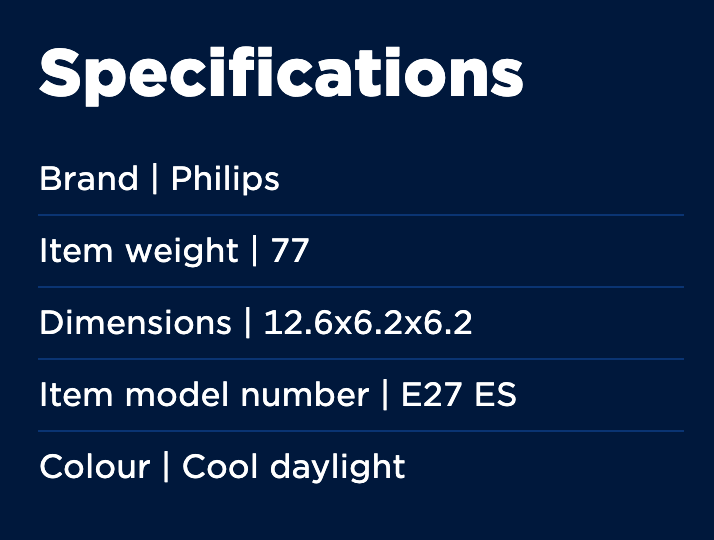 Specifications
Brand | Philips
Item weight | 77
Dimensions | 12.6x6.2x6.2
Item model number | E27 ES
Colour | Cool daylight